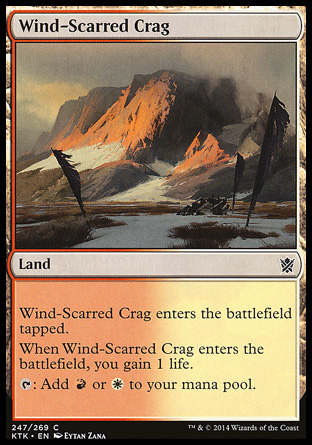 Wind-Scarred Crag
Land
Wind-Scarred Crag enters the battlefield
tapped.
When Wind-Scarred Crag enters the
battlefield, you gain 1 life.
: Add or to your mana pool.
247/269 C
KTK • EN Eytan Zana
™ & © 2014 Wizards of the Coast